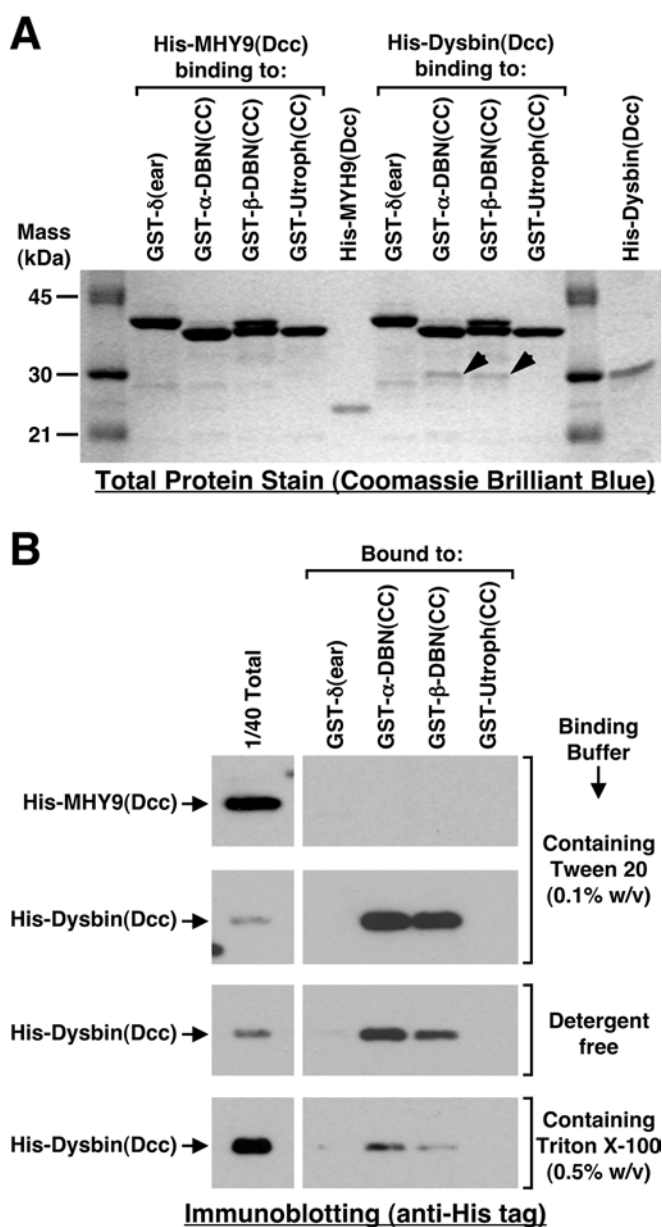 A
His-MHY9(Dcc)
binding to:
His-Dysbin(Dcc)
binding to:
Mass
(kDa)
GST-δ(ear)
GST-α-DBN(CC)
GST-β-DBN(CC)
GST-Utroph(CC)
His-MYH9(Dcc)
GST-δ(ear)
GST-α-DBN(CC)
GST-β-DBN(CC)
GST-Utroph(CC)
His-Dysbin(Dcc)
45
30
21
Total Protein Stain (Coomassie Brilliant Blue)
B
Bound to:
1/40 Total
GST-δ(ear)
GST-α-DBN(CC)
GST-β-DBN(CC)
GST-Utroph(CC)
Binding
Buffer
His-MHY9(Dcc)
Containing
Tween 20
(0.1% w/v)
His-Dysbin(Dcc)
His-Dysbin(Dcc)
Detergent
free
His-Dysbin(Dcc)
Containing
Triton X-100
(0.5% w/v)
Immunoblotting (anti-His tag)